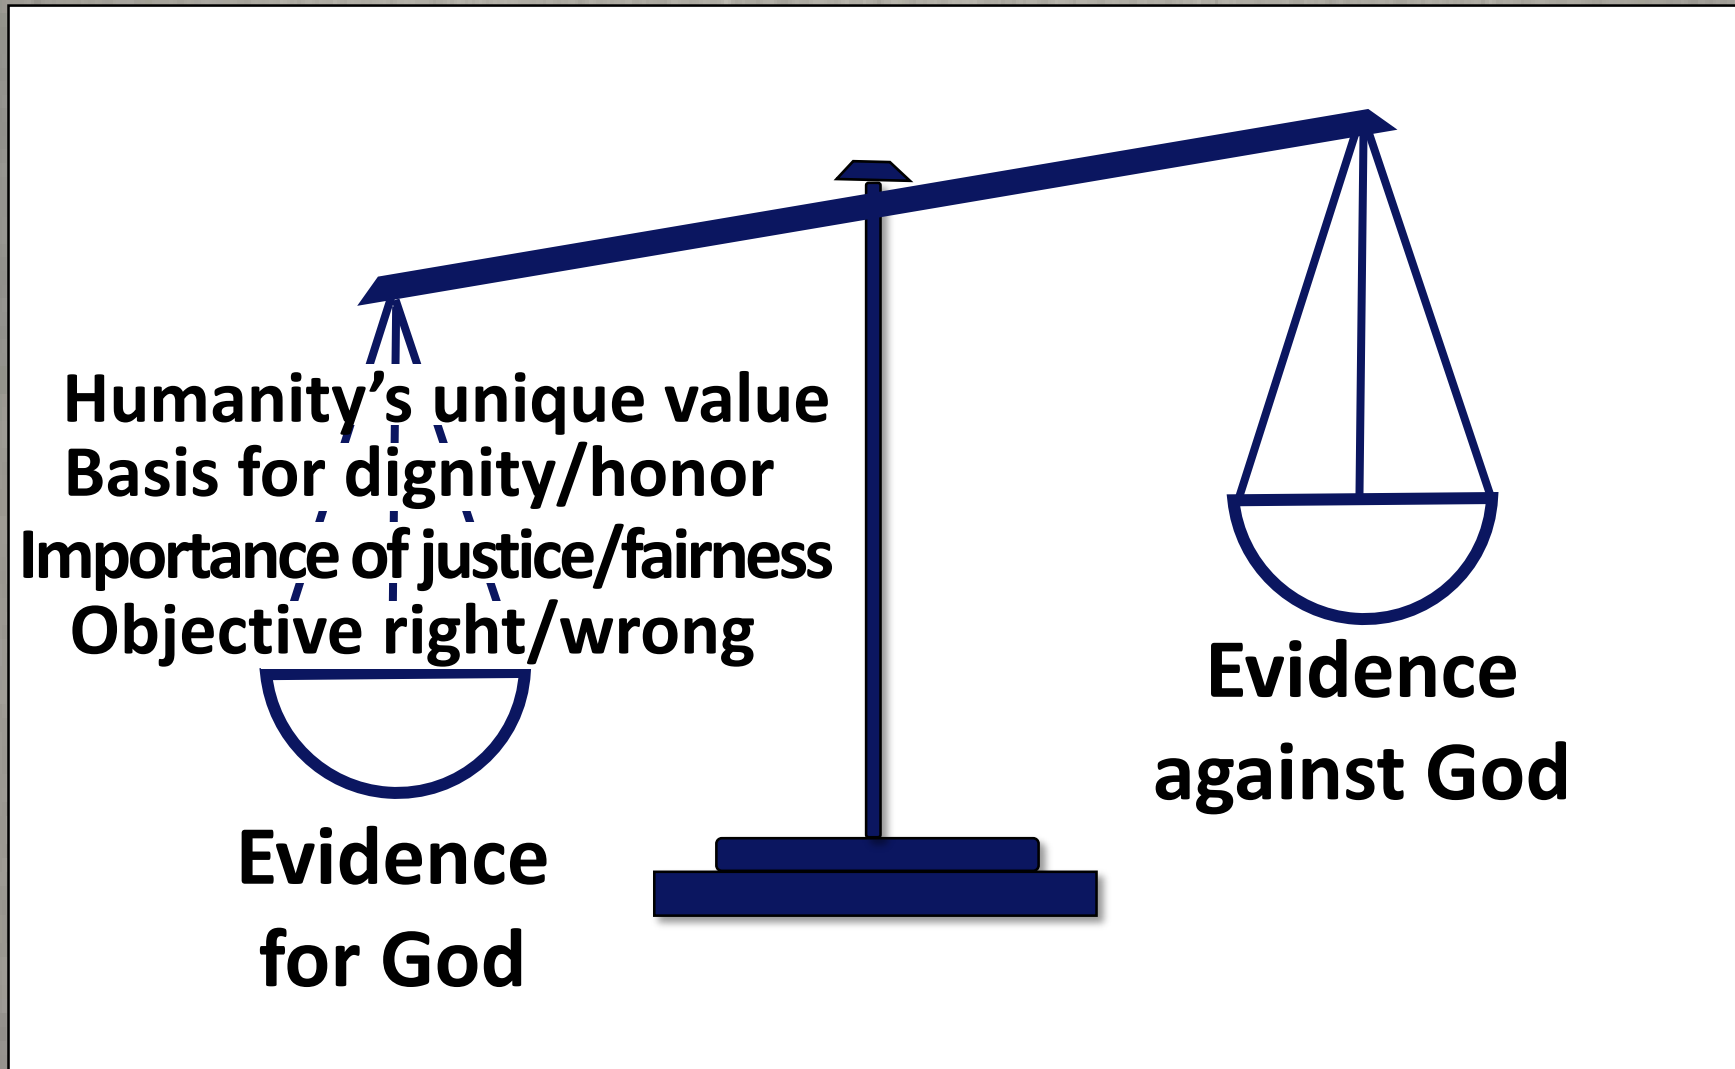 Humanity’s unique value
Basis for dignity/honor
Importance of justice/fairness
Objective right/wrong
Evidence
for God
Evidence
against God